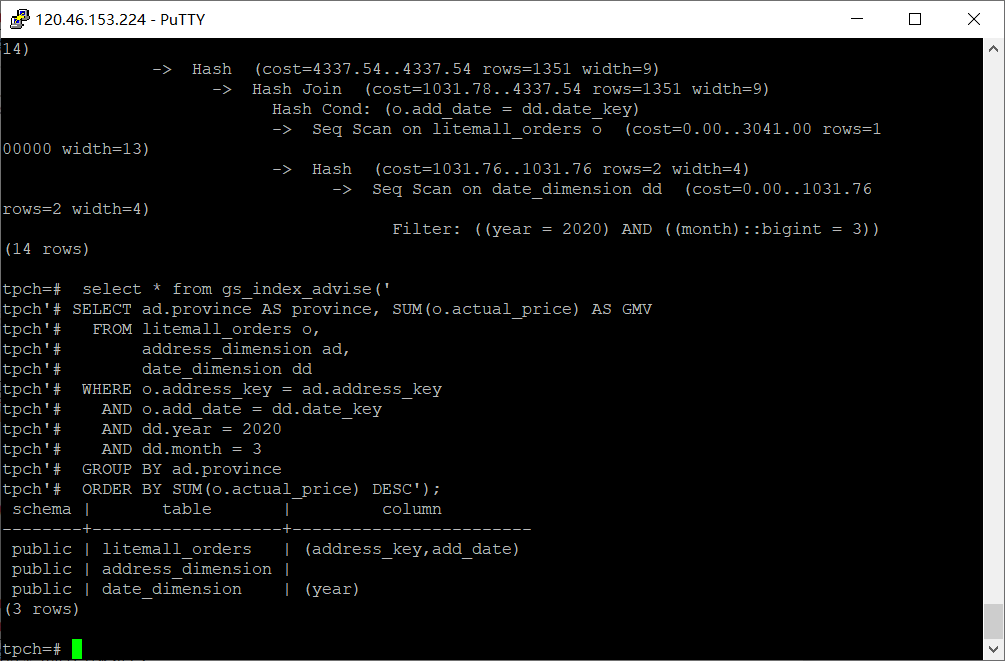 120.46.153.224 - PuTTY
14)
               ->  Hash  (cost=4337.54..4337.54 rows=1351 width=9)
                     ->  Hash Join  (cost=1031.78..4337.54 rows=1351 width=9)
                           Hash Cond: (o.add_date = dd.date_key)
                           ->  Seq Scan on litemall_orders o  (cost=0.00..3041.00 rows=1
00000 width=13)
                           ->  Hash  (cost=1031.76..1031.76 rows=2 width=4)
                                 ->  Seq Scan on date_dimension dd  (cost=0.00..1031.76
rows=2 width=4)
                                       Filter: ((year = 2020) AND ((month)::bigint = 3))
(14 rows)
tpch=#  select * from gs_index_advise('
tpch'# SELECT ad.province AS province, SUM(o.actual_price) AS GMV
tpch'#   FROM litemall_orders o,
tpch'#        address_dimension ad,
tpch'#        date_dimension dd
tpch'#  WHERE o.address_key = ad.address_key
tpch'#    AND o.add_date = dd.date_key
tpch'#    AND dd.year = 2020
tpch'#    AND dd.month = 3
tpch'#  GROUP BY ad.province
tpch'#  ORDER BY SUM(o.actual_price) DESC');
 schema |       table       |         column
--------+-------------------+------------------------
 public | litemall_orders   | (address_key,add_date)
 public | address_dimension |
 public | date_dimension    | (year)
(3 rows)
tpch=#